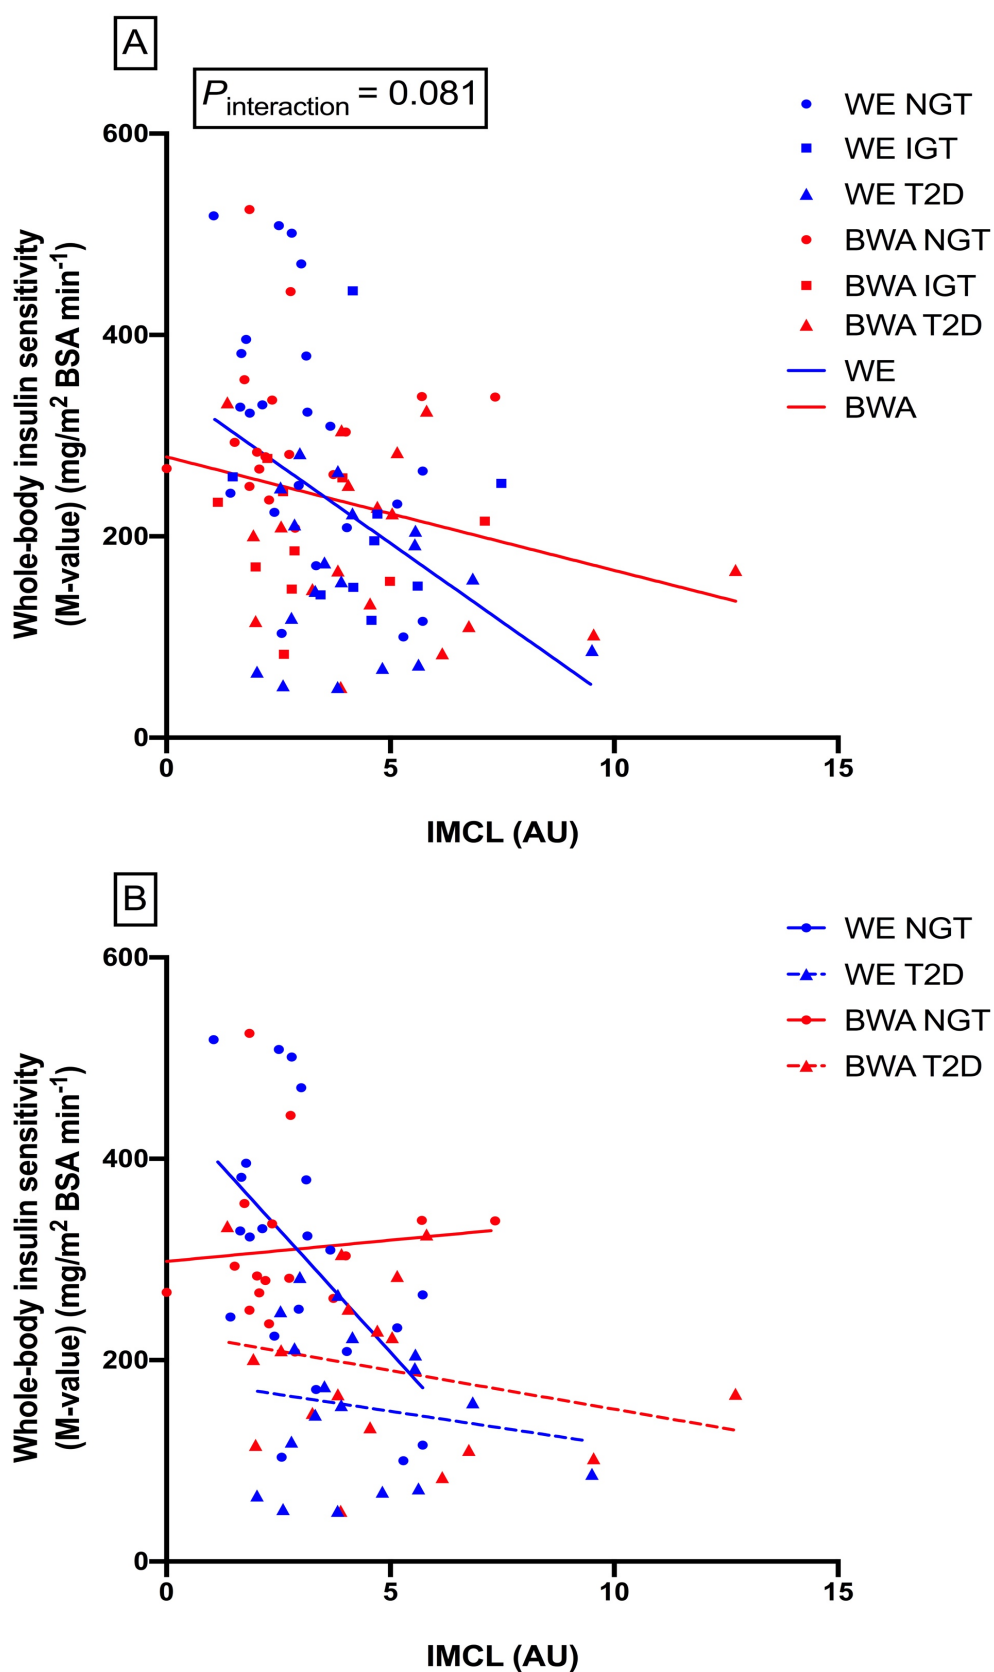 A
P interaction = 0.081
WE NGT
WE IGT
WE T2D
BWA NGT
BWA IGT
BWA T2D
WE
BWA
Whole-body insulin sensitivity
(M-value) (mg/m² BSA min⁻¹)
600
400
200
0
0 5 10 15
IMCL (AU)
B
WE NGT
WE T2D
BWA NGT
BWA T2D
Whole-body insulin sensitivity
(M-value) (mg/m² BSA min⁻¹)
600
400
200
0
0 5 10 15
IMCL (AU)